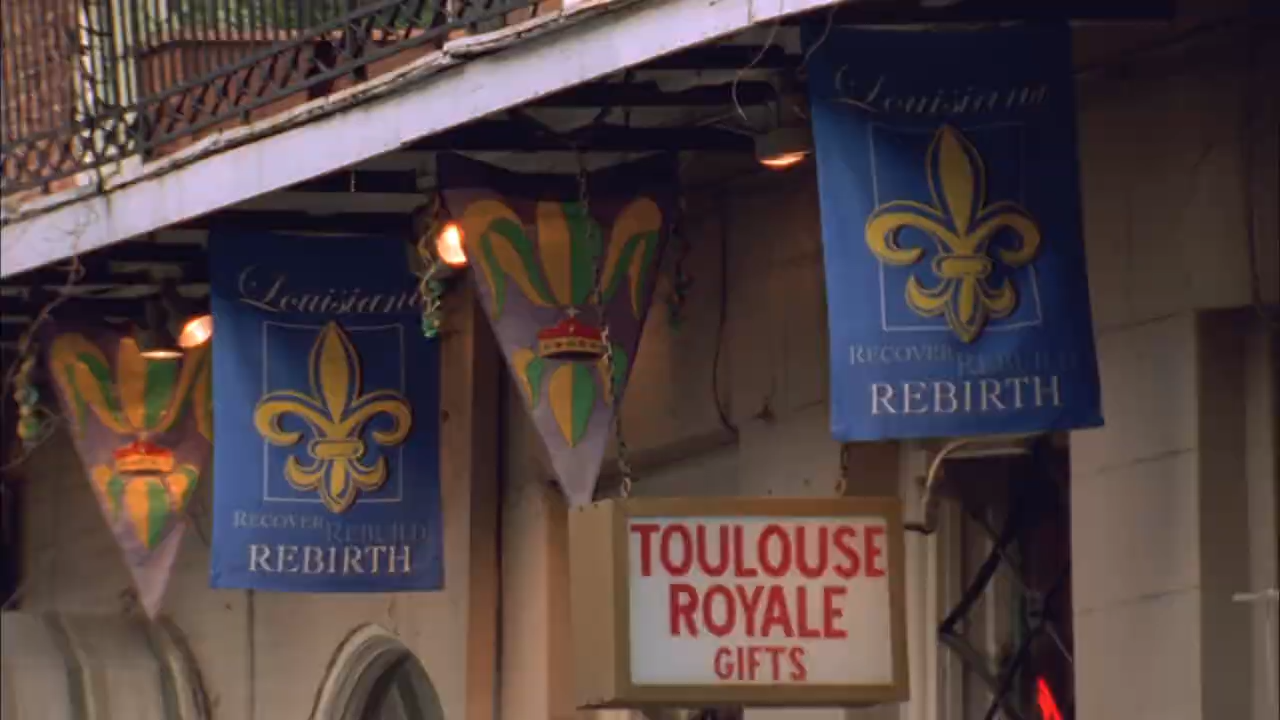 Louisiana
RECOVER REBUILD
REBIRTH
Louisiana
RECOVER REBUILD
REBIRTH
TOULOUSE
ROYALE
GIFTS